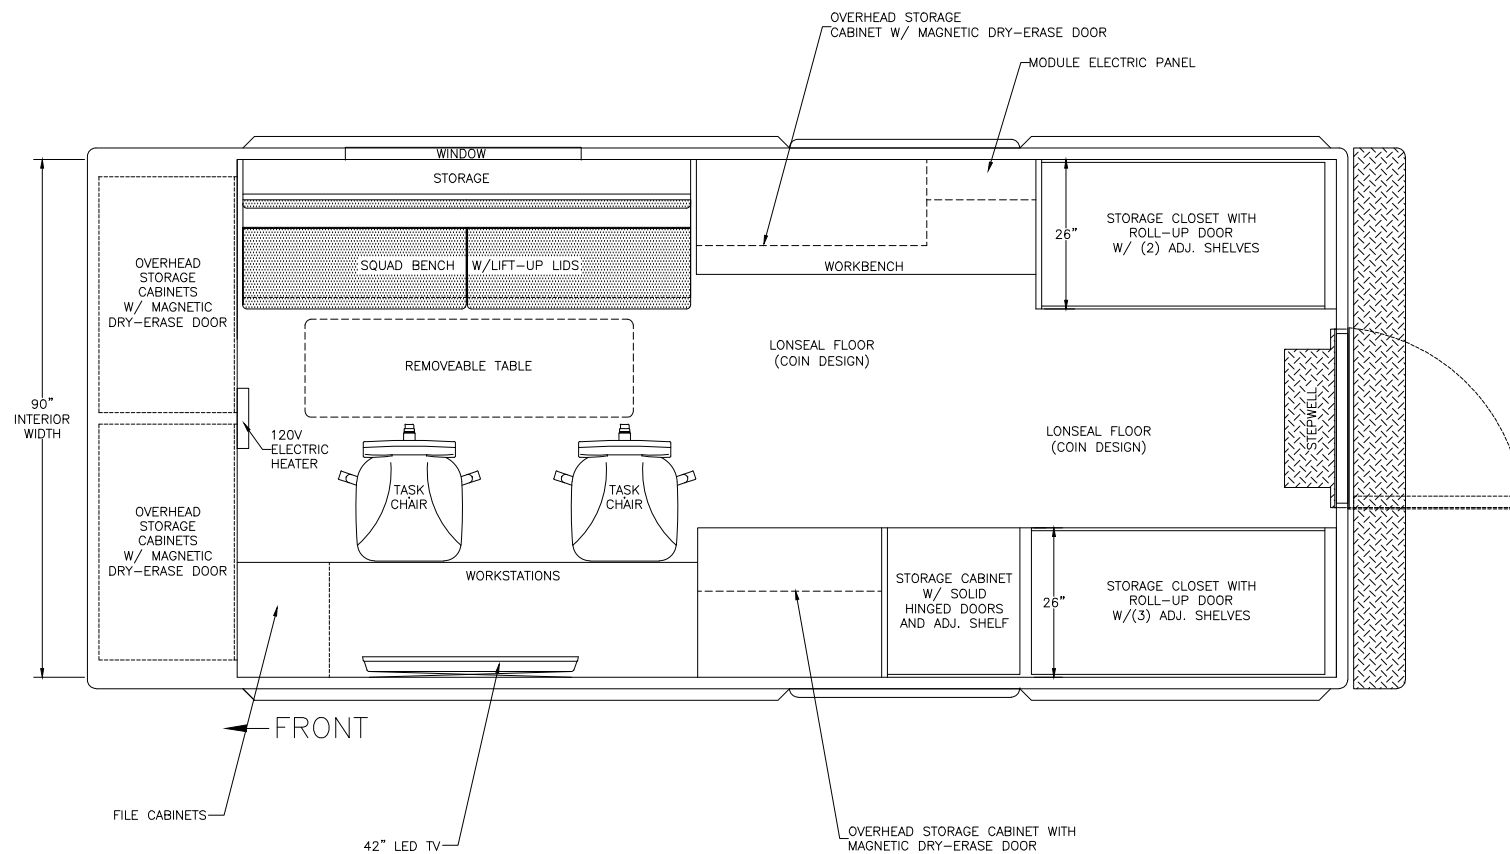 OVERHEAD STORAGE
CABINET W/ MAGNETIC DRY-ERASE DOOR
MODULE ELECTRIC PANEL
WINDOW
STORAGE
SQUAD BENCH W/LIFT-UP LIDS
WORKBENCH
26"
STORAGE CLOSET WITH
ROLL-UP DOOR
W/ (2) ADJ. SHELVES
OVERHEAD
STORAGE
CABINETS
W/ MAGNETIC
DRY-ERASE DOOR
REMOVEABLE TABLE
LONSEAL FLOOR
(COIN DESIGN)
90"
INTERIOR
WIDTH
120V
ELECTRIC
HEATER
LONSEAL FLOOR
(COIN DESIGN)
STEPWELL
TASK
CHAIR
TASK
CHAIR
OVERHEAD
STORAGE
CABINETS
W/ MAGNETIC
DRY-ERASE DOOR
WORKSTATIONS
STORAGE CABINET
W/ SOLID
HINGED DOORS
AND ADJ. SHELF
26"
STORAGE CLOSET WITH
ROLL-UP DOOR
W/(3) ADJ. SHELVES
FRONT
FILE CABINETS
42" LED TV
OVERHEAD STORAGE CABINET WITH
MAGNETIC DRY-ERASE DOOR